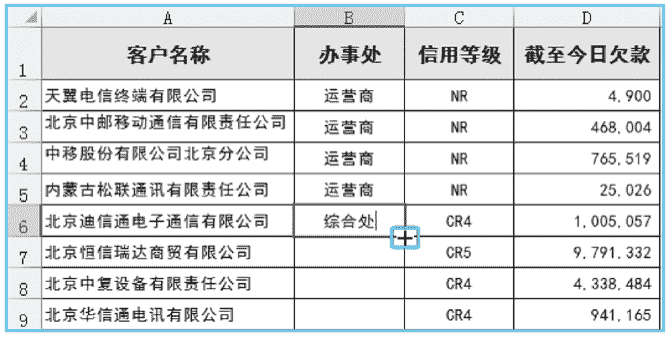 A B C D
1 客户名称 办事处 信用等级 截至今日欠款
2 天翼电信终端有限公司 运营商 NR 4,900
3 北京中邮移动通信有限责任公司 运营商 NR 468,004
4 中移股份有限公司北京分公司 运营商 NR 765,519
5 内蒙古松联通讯有限责任公司 运营商 NR 25,026
6 北京迪信通电子通信有限公司 综合处 CR4 1,005,057
7 北京恒信瑞达商贸有限公司 CR5 9,791,332
8 北京中复设备有限责任公司 CR4 4,338,484
9 北京华信通电讯有限公司 CR4 941,165